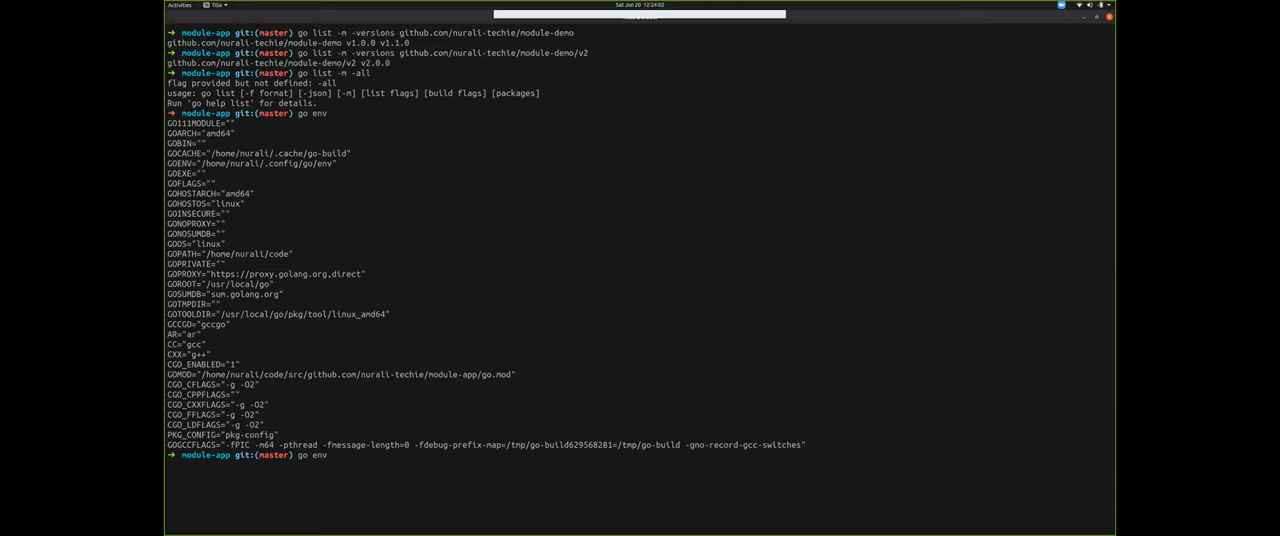 Activities
Tilix
Sat Jun 20 12:24:02
➜ module-app git:(master) go list -m -versions github.com/nurali-techie/module-demo
github.com/nurali-techie/module-demo v1.0.0 v1.1.0
➜ module-app git:(master) go list -m -versions github.com/nurali-techie/module-demo/v2
github.com/nurali-techie/module-demo/v2 v2.0.0
➜ module-app git:(master) go list -m -all
flag provided but not defined: -all
usage: go list [-f format] [-json] [-m] [list flags] [build flags] [packages]
Run 'go help list' for details.
➜ module-app git:(master) go env
GO111MODULE=""
GOARCH="amd64"
GOBIN=""
GOCACHE="/home/nurali/.cache/go-build"
GOENV="/home/nurali/.config/go/env"
GOEXE=""
GOFLAGS=""
GOHOSTARCH="amd64"
GOHOSTOS="linux"
GOINSECURE=""
GONOPROXY=""
GONOSUMDB=""
GOOS="linux"
GOPATH="/home/nurali/code"
GOPRIVATE=""
GOPROXY="https://proxy.golang.org,direct"
GOROOT="/usr/local/go"
GOSUMDB="sum.golang.org"
GOTMPDIR=""
GOTOOLDIR="/usr/local/go/pkg/tool/linux_amd64"
GCCGO="gccgo"
AR="ar"
CC="gcc"
CXX="g++"
CGO_ENABLED="1"
GOMOD="/home/nurali/code/src/github.com/nurali-techie/module-app/go.mod"
CGO_CFLAGS="-g -O2"
CGO_CPPFLAGS=""
CGO_CXXFLAGS="-g -O2"
CGO_FFLAGS="-g -O2"
CGO_LDFLAGS="-g -O2"
PKG_CONFIG="pkg-config"
GOGCCFLAGS="-fPIC -m64 -pthread -fmessage-length=0 -fdebug-prefix-map=/tmp/go-build629568281=/tmp/go-build -gno-record-gcc-switches"
➜ module-app git:(master) go env